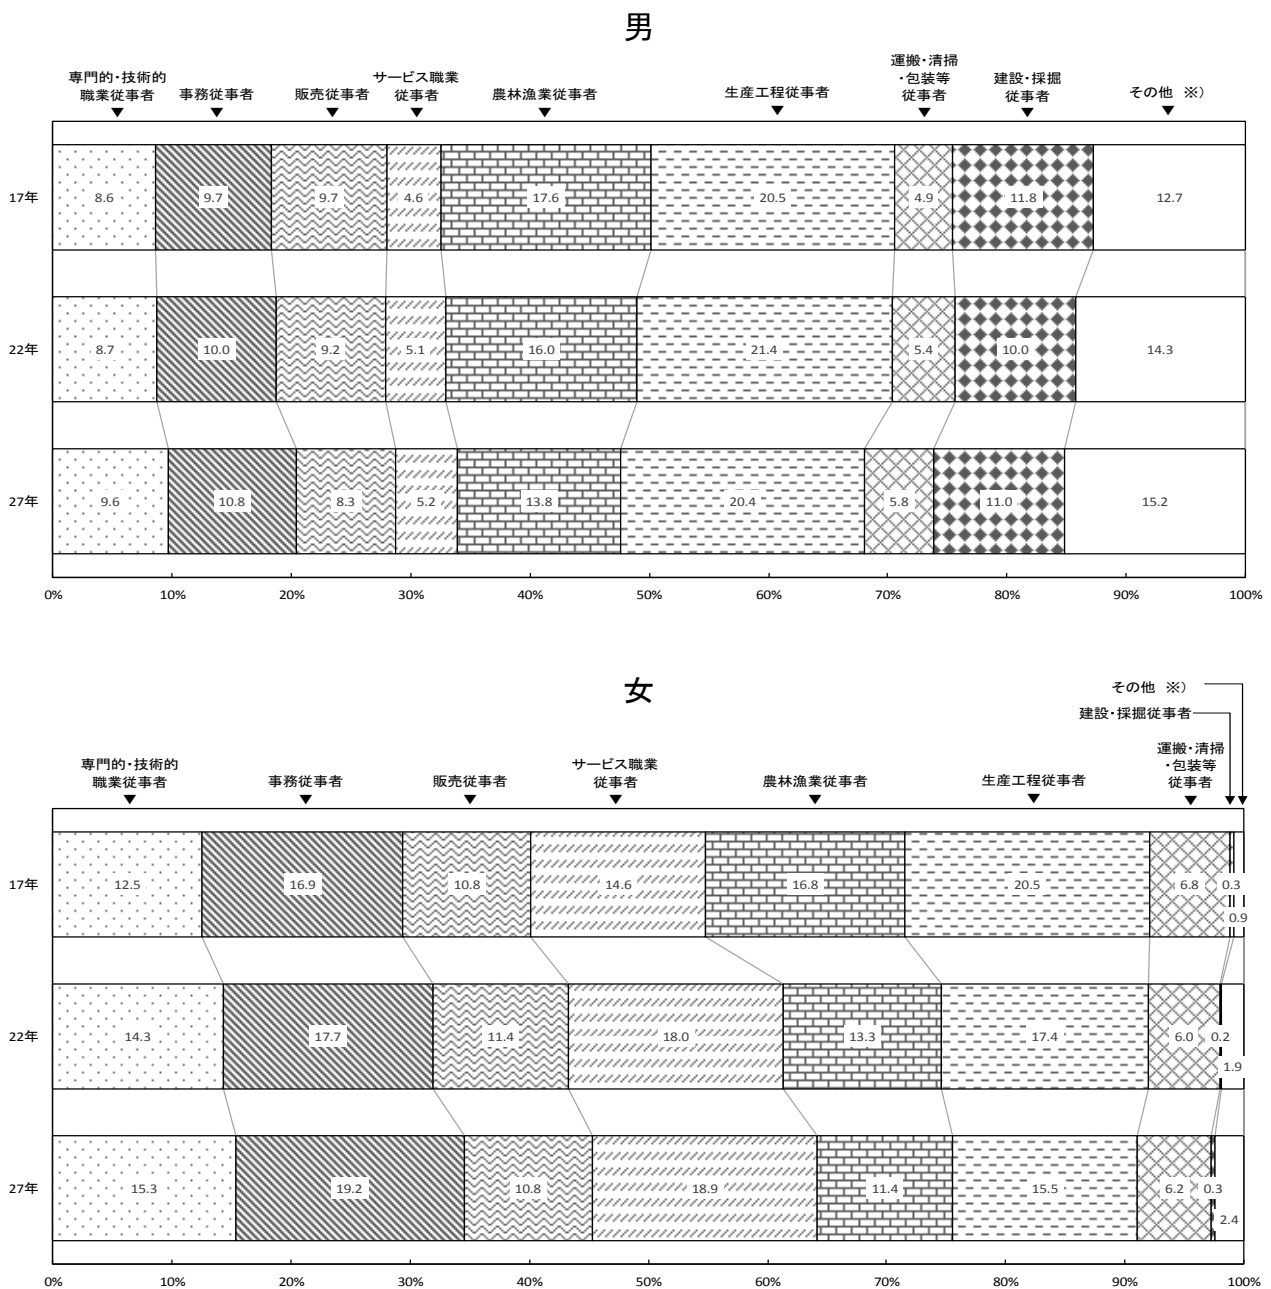 男
専門的・技術的
職業従事者
事務従事者
販売従事者
サービス職業
従事者
農林漁業従事者
生産工程従事者
運搬・清掃
・包装等
従事者
建設・採掘
従事者
その他 ※）
17年 8.6 9.7 9.7 4.6 17.6 20.5 4.9 11.8 12.7
22年 8.7 10.0 9.2 5.1 16.0 21.4 5.4 10.0 14.3
27年 9.6 10.8 8.3 5.2 13.8 20.4 5.8 11.0 15.2
0% 10% 20% 30% 40% 50% 60% 70% 80% 90% 100%
女
その他 ※）
建設・採掘従事者
専門的・技術的
職業従事者
事務従事者
販売従事者
サービス職業
従事者
農林漁業従事者
生産工程従事者
運搬・清掃
・包装等
従事者
17年 12.5 16.9 10.8 14.6 16.8 20.5 6.8 0.3
0.9
22年 14.3 17.7 11.4 18.0 13.3 17.4 6.0 0.2
1.9
27年 15.3 19.2 10.8 18.9 11.4 15.5 6.2 0.3
2.4
0% 10% 20% 30% 40% 50% 60% 70% 80% 90% 100%